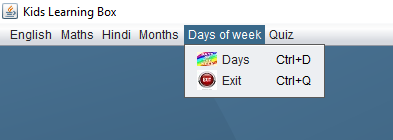 Kids Learning Box
English Maths Hindi Months Days of week Quiz
Days Ctrl+D
Exit Ctrl+Q